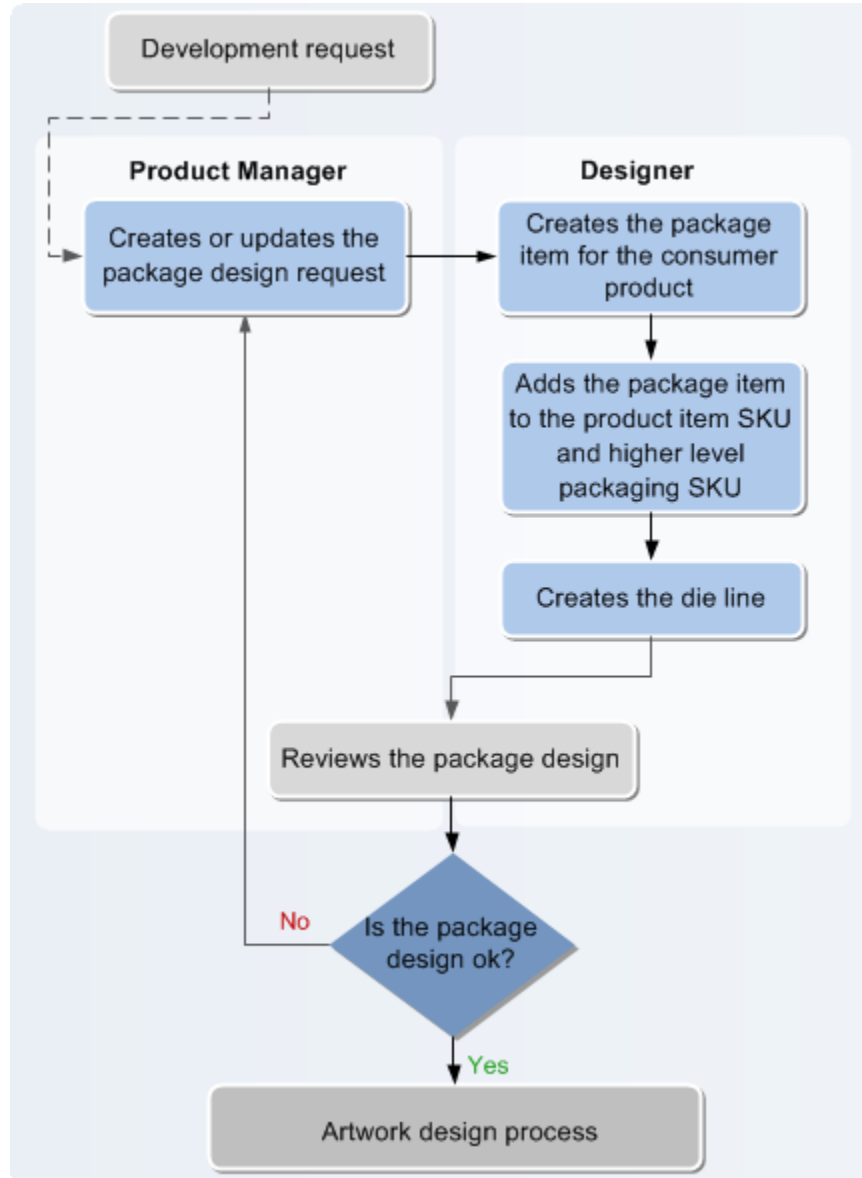 Development request
Product Manager
Designer
Creates or updates the
package design request
Creates the package
item for the consumer
product
Adds the package item
to the product item SKU
and higher level
packaging SKU
Creates the die line
Reviews the package design
Is the package
design ok?
No
Yes
Artwork design process